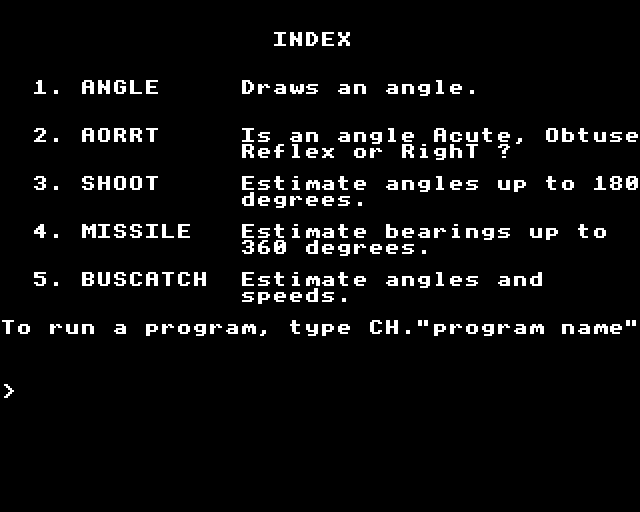 INDEX
1. ANGLE Draws an angle.
2. AORRT Is an angle Acute, Obtuse
Reflex or RighT ?
3. SHOOT Estimate angles up to 180
degrees.
4. MISSILE Estimate bearings up to
360 degrees.
5. BUSCATCH Estimate angles and
speeds.
To run a program, type CH."program name"
>